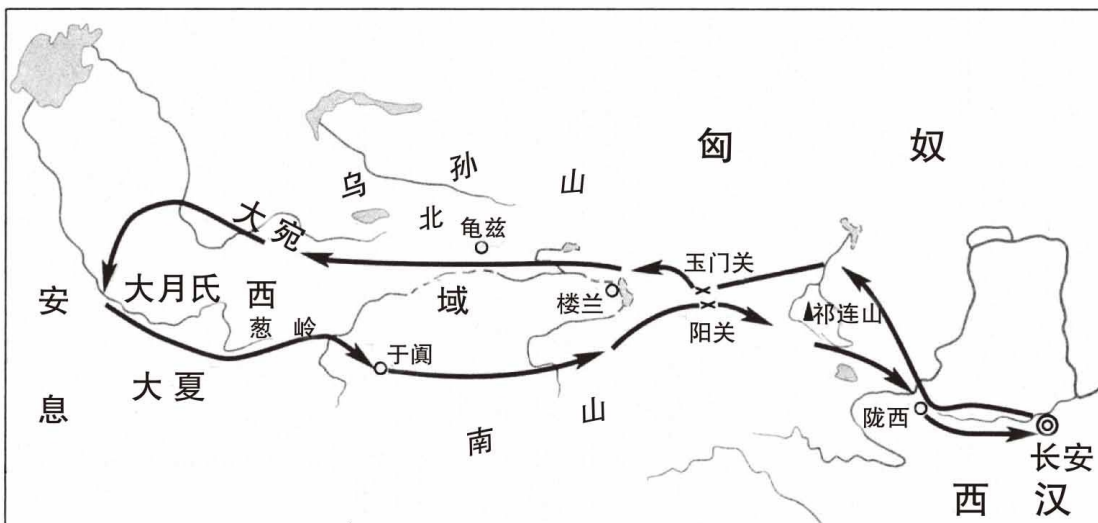 匈奴
乌孙
北山
大宛
龟兹
玉门关
安息
大月氏
西域
楼兰
祁连山
葱岭
阳关
于阗
大夏
南山
陇西
长安
西汉